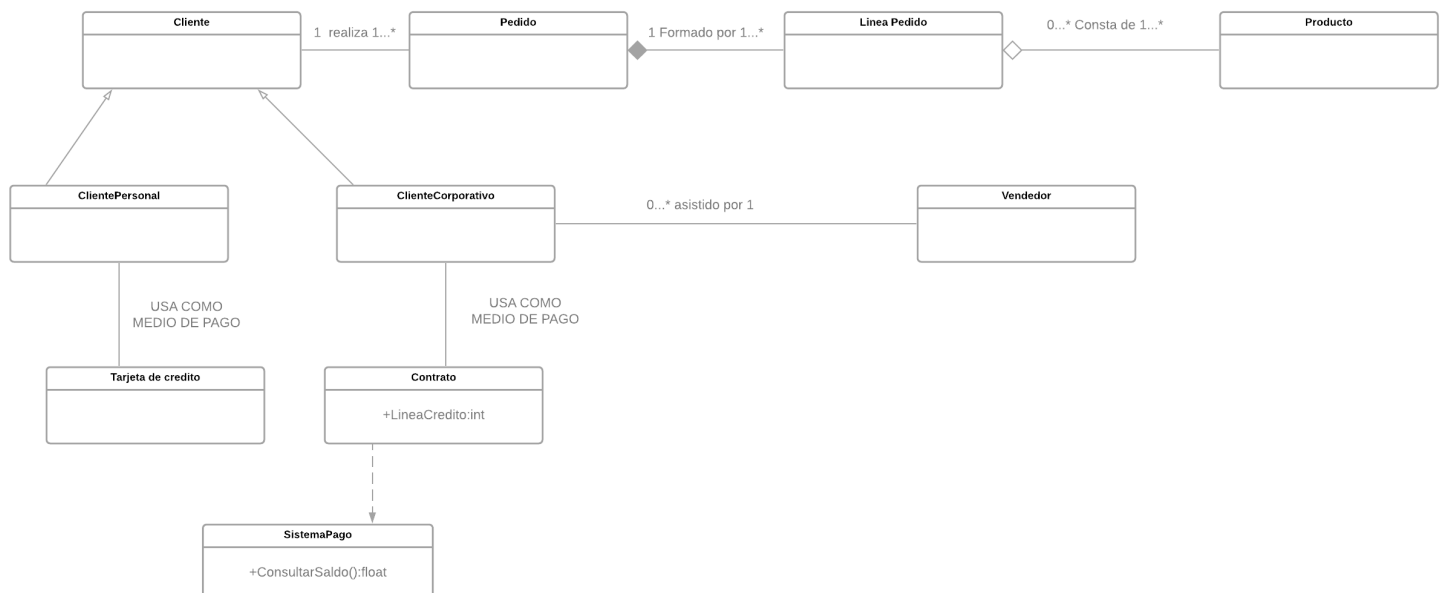 Cliente
1  realiza 1...*
Pedido
1 Formado por 1...*
Linea Pedido
0...* Consta de 1...*
Producto
ClientePersonal
ClienteCorporativo
0...* asistido por 1
Vendedor
USA COMO
MEDIO DE PAGO
USA COMO
MEDIO DE PAGO
Tarjeta de credito
Contrato
+LineaCredito:int
SistemaPago
+ConsultarSaldo():float